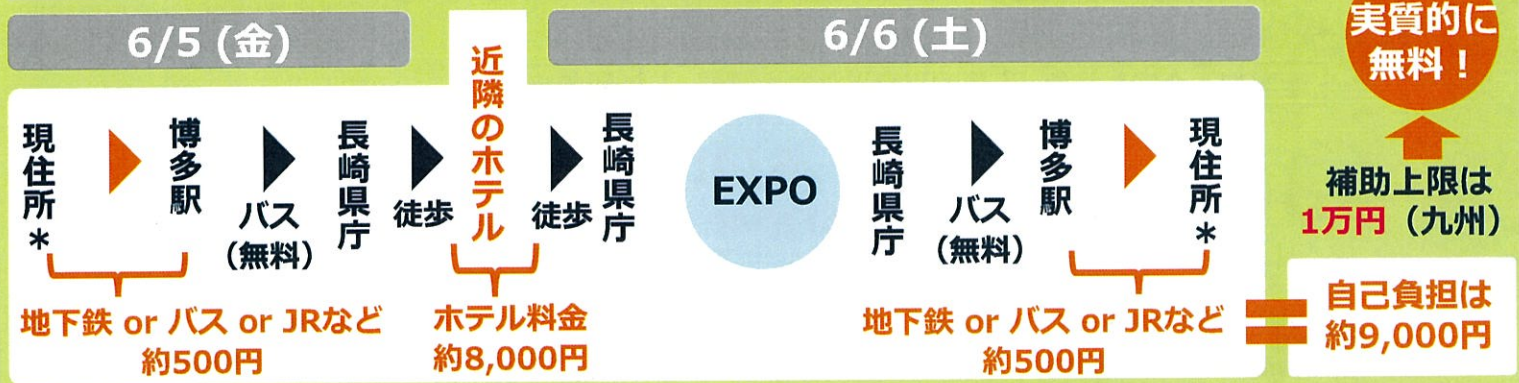 6/5 (金)
近隣のホテル
6/6 (土)
実質的に
無料！
現住所*
博多駅
バス
(無料)
長崎県庁
徒歩
徒歩
長崎県庁
EXPO
長崎県庁
バス
(無料)
博多駅
現住所*
補助上限は
1万円（九州）
地下鉄 or バス or JRなど
約500円
ホテル料金
約8,000円
地下鉄 or バス or JRなど
約500円
自己負担は
約9,000円